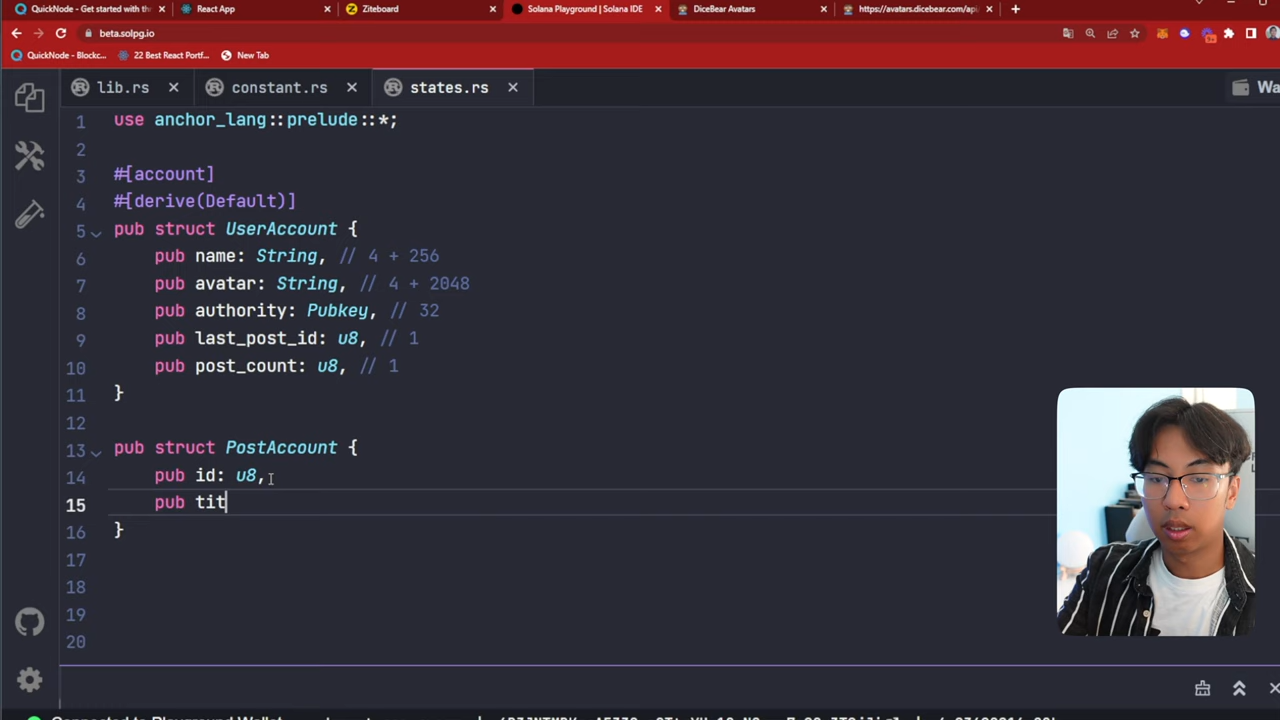 QuickNode - Get started with th
React App
Ziteboard
Solana Playground | Solana IDE
DiceBear Avatars
https://avatars.dicebear.com/api
beta.solpg.io
QuickNode - Blockc...
22 Best React Portf...
New Tab
lib.rs
constant.rs
states.rs
Wa
1 use anchor_lang::prelude::*;
2
3 #[account]
4 #[derive(Default)]
5 pub struct UserAccount {
6 pub name: String, // 4 + 256
7 pub avatar: String, // 4 + 2048
8 pub authority: Pubkey, // 32
9 pub last_post_id: u8, // 1
10 pub post_count: u8, // 1
11 }
12
13 pub struct PostAccount {
14 pub id: u8,
15 pub tit
16 }
17
18
19
20